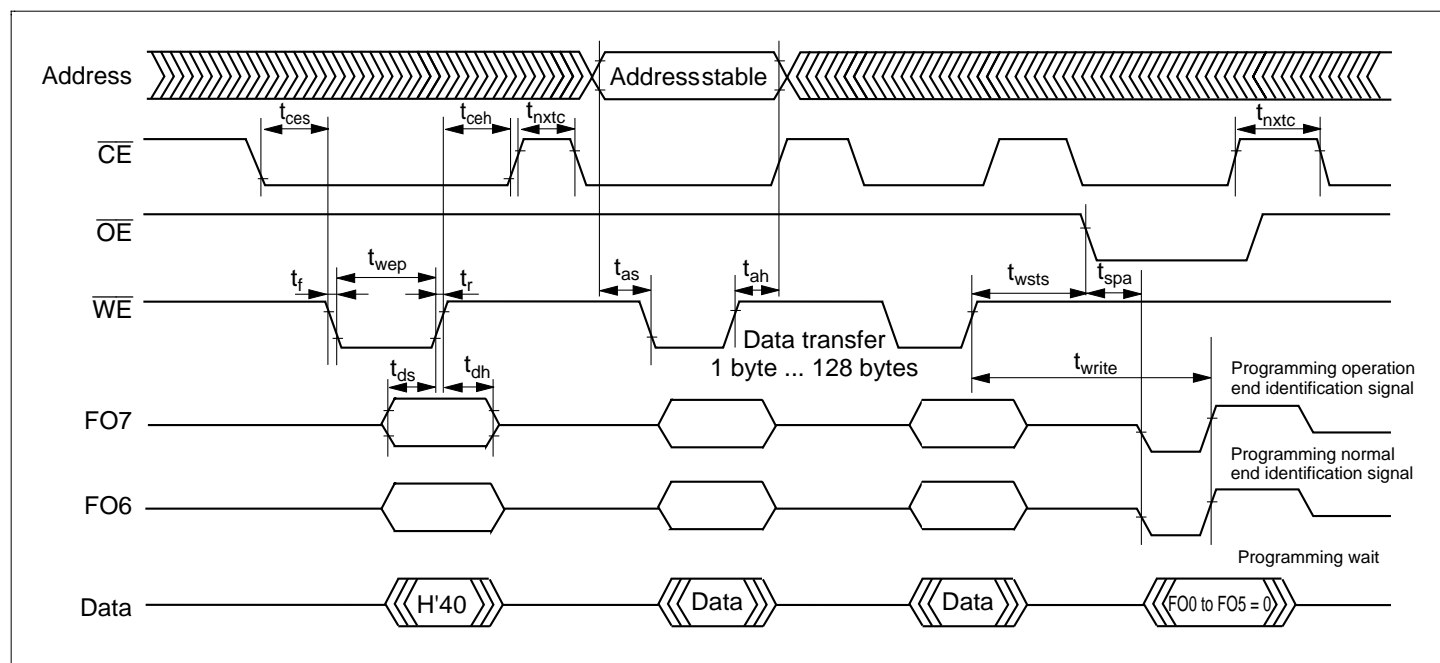 Address
Address stable
tces
tceh
tnxtc
tnxtc
CE
OE
twep
tf
tr
tas
tah
twsts
tspa
WE
Data transfer
1 byte ... 128 bytes
tds
tdh
twrite
Programming operation
end identification signal
FO7
Programming normal
end identification signal
FO6
Programming wait
Data
H'40
Data
Data
FO0 to FO5 = 0